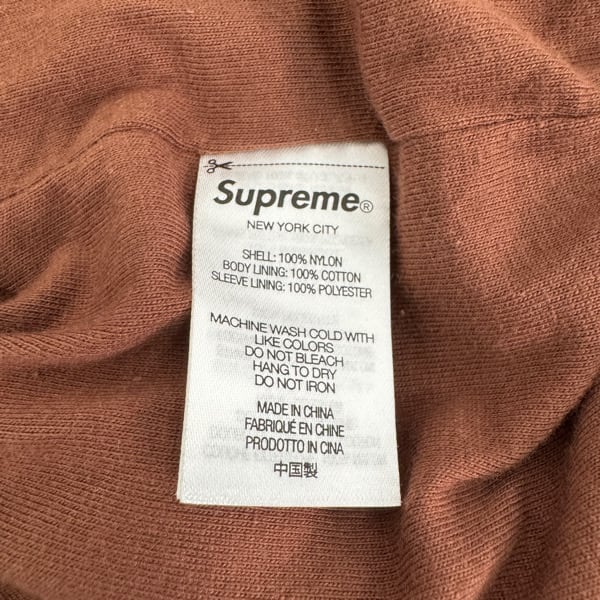 Supreme®
NEW YORK CITY
SHELL: 100% NYLON
BODY LINING: 100% COTTON
SLEEVE LINING: 100% POLYESTER
MACHINE WASH COLD WITH
LIKE COLORS
DO NOT BLEACH
HANG TO DRY
DO NOT IRON
MADE IN CHINA
FABRIQUÉ EN CHINE
PRODOTTO IN CINA
中国製